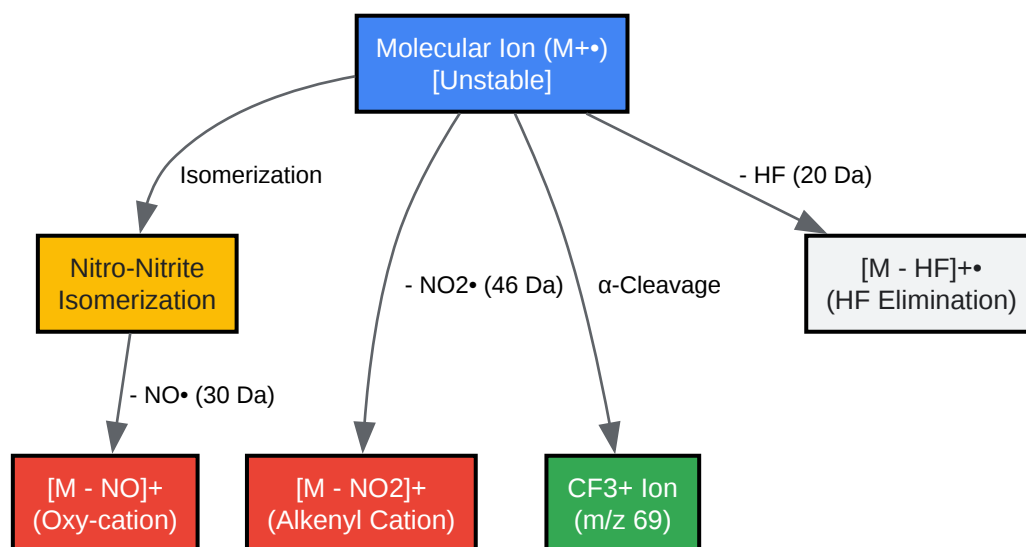 Molecular Ion (M+•)
[Unstable]
- HF (20 Da)
Isomerization
Nitro-Nitrite
Isomerization
- NO2• (46 Da)
α-Cleavage
[M - HF]+•
(HF Elimination)
- NO• (30 Da)
[M - NO]+
(Oxy-cation)
[M - NO2]+
(Alkenyl Cation)
CF3+ Ion
(m/z 69)